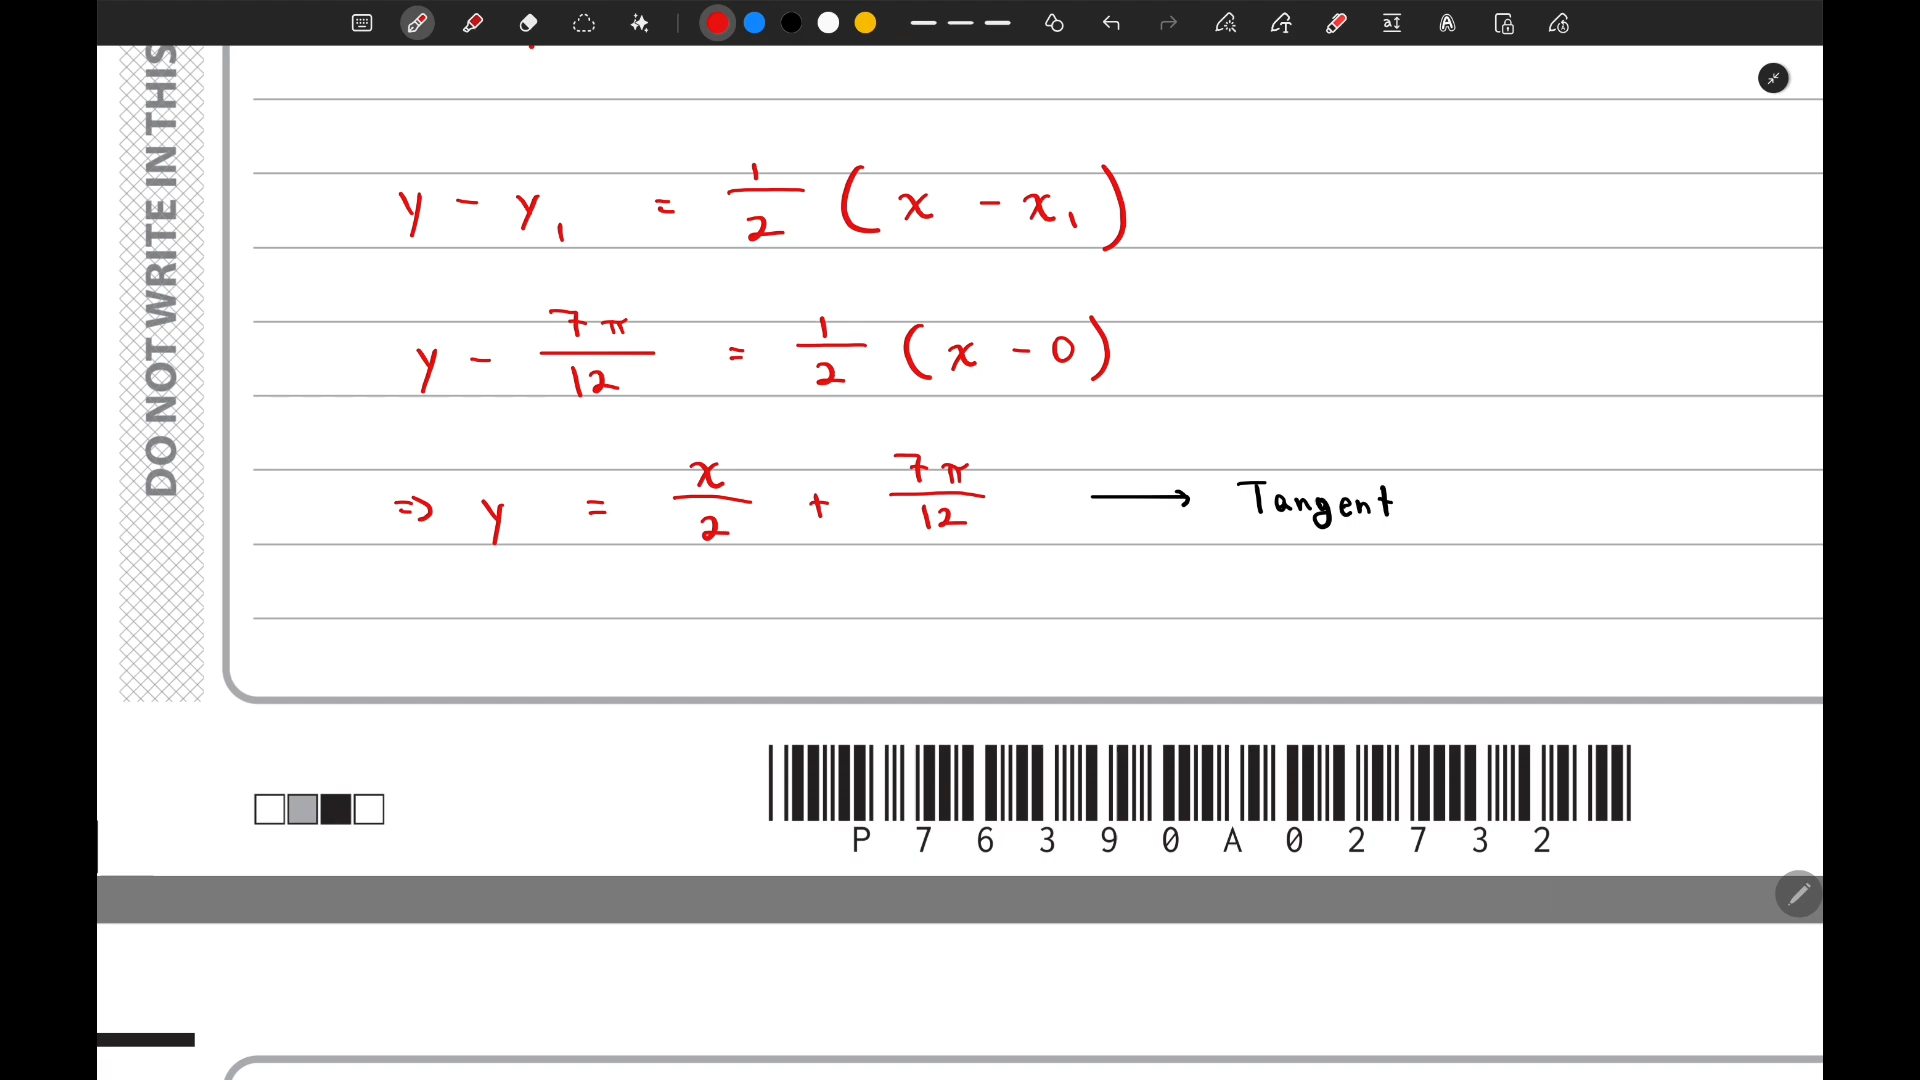 DO NOT WRITE IN THIS
y - y₁ = 1/2 (x - x₁)
y - 7π/12 = 1/2 (x - 0)
⇒ y = x/2 + 7π/12 ⟶ Tangent
P 7 6 3 9 0 A 0 2 7 3 2